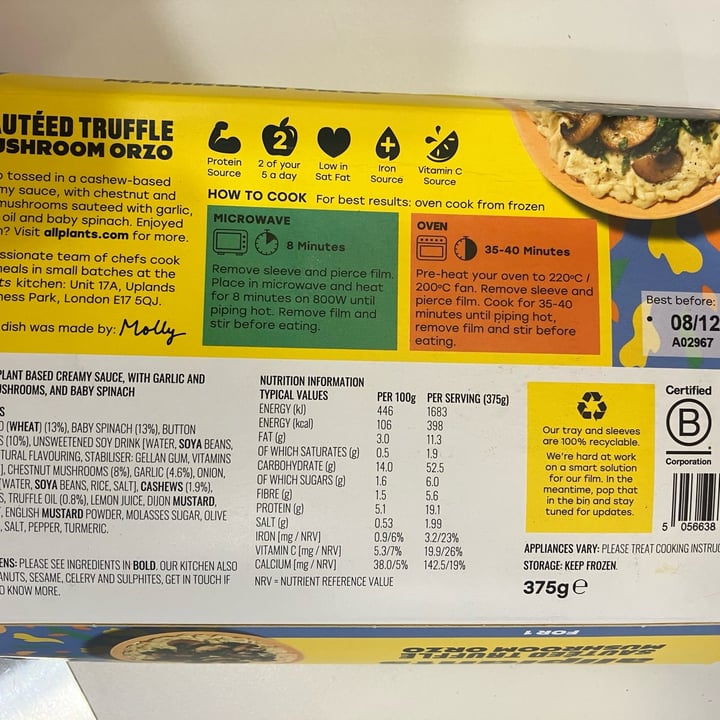 AUTÉED TRUFFLE
USHROOM ORZO
o tossed in a cashew-based
my sauce, with chestnut and
mushrooms sauteed with garlic,
oil and baby spinach. Enjoyed
n? Visit allplants.com for more.
ssionate team of chefs cook
meals in small batches at the
ts kitchen: Unit 17A, Uplands
ness Park, London E17 5QJ.
dish was made by: Molly
Protein
Source
2
2 of your
5 a day
Low in
Sat Fat
Iron
Source
Vitamin C
Source
HOW TO COOK For best results: oven cook from frozen
MICROWAVE
8 Minutes
Remove sleeve and pierce film.
Place in microwave and heat
for 8 minutes on 800W until
piping hot. Remove film and
stir before eating.
OVEN
35-40 Minutes
Pre-heat your oven to 220ºC /
200ºC fan. Remove sleeve and
pierce film. Cook for 35-40
minutes until piping hot,
remove film and stir before
eating.
Best before:
08/12
A02967
PLANT BASED CREAMY SAUCE, WITH GARLIC AND
USHROOMS, AND BABY SPINACH
S
O (WHEAT) (13%), BABY SPINACH (13%), BUTTON
S (10%), UNSWEETENED SOY DRINK [WATER, SOYA BEANS,
TURAL FLAVOURING, STABILISER: GELLAN GUM, VITAMINS
], CHESTNUT MUSHROOMS (8%), GARLIC (4.6%), ONION,
[WATER, SOYA BEANS, RICE, SALT], CASHEWS (1.9%),
S, TRUFFLE OIL (0.8%), LEMON JUICE, DIJON MUSTARD,
, ENGLISH MUSTARD POWDER, MOLASSES SUGAR, OLIVE
, SALT, PEPPER, TURMERIC.
ENS: PLEASE SEE INGREDIENTS IN BOLD. OUR KITCHEN ALSO
ANUTS, SESAME, CELERY AND SULPHITES, GET IN TOUCH IF
O KNOW MORE.
NUTRITION INFORMATION
TYPICAL VALUES PER 100g PER SERVING (375g)
ENERGY (kJ) 446 1683
ENERGY (kcal) 106 398
FAT (g) 3.0 11.3
OF WHICH SATURATES (g) 0.5 1.9
CARBOHYDRATE (g) 14.0 52.5
OF WHICH SUGARS (g) 1.6 6.0
FIBRE (g) 1.5 5.6
PROTEIN (g) 5.1 19.1
SALT (g) 0.53 1.99
IRON [mg / NRV] 0.9/6% 3.2/23%
VITAMIN C [mg / NRV] 5.3/7% 19.9/26%
CALCIUM [mg / NRV] 38.0/5% 142.5/19%
NRV = NUTRIENT REFERENCE VALUE
Our tray and sleeves
are 100% recyclable.
We're hard at work
on a smart solution
for our film. In the
meantime, pop that
in the bin and stay
tuned for updates.
Certified
B
Corporation
5 056638
APPLIANCES VARY: PLEASE TREAT COOKING INSTRUC
STORAGE: KEEP FROZEN.
375g e
FOR 1
allplants
SAUTÉED TRUFFLE
MUSHROOM ORZO